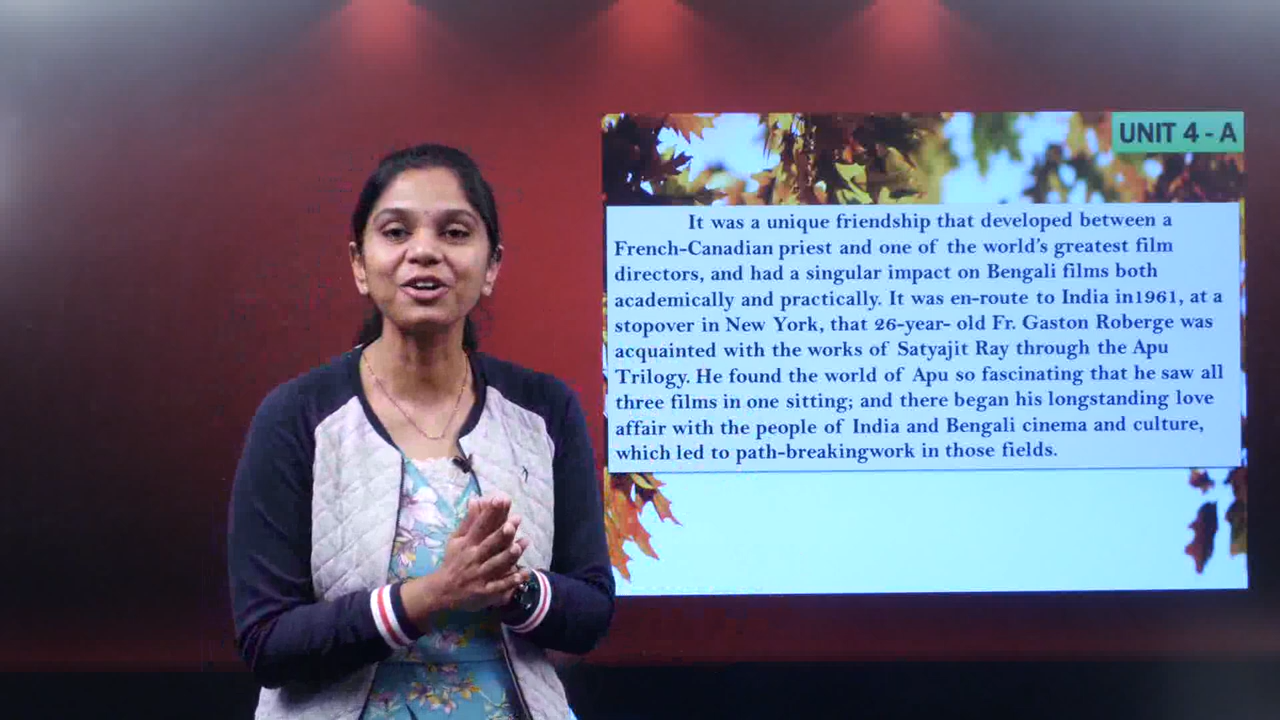 UNIT 4 - A
It was a unique friendship that developed between a
French-Canadian priest and one of the world's greatest film
directors, and had a singular impact on Bengali films both
academically and practically. It was en-route to India in1961, at a
stopover in New York, that 26-year- old Fr. Gaston Roberge was
acquainted with the works of Satyajit Ray through the Apu
Trilogy. He found the world of Apu so fascinating that he saw all
three films in one sitting; and there began his longstanding love
affair with the people of India and Bengali cinema and culture,
which led to path-breakingwork in those fields.